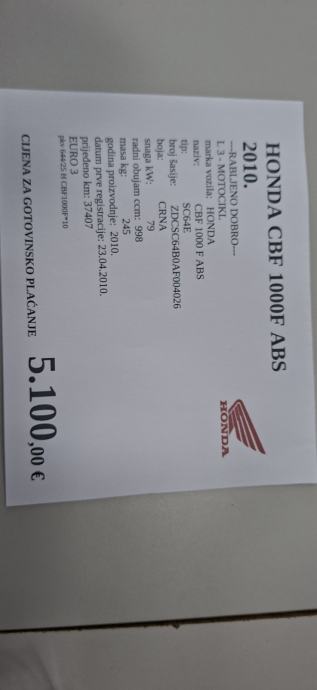 HONDA CBF 1000F ABS
2010.
HONDA
---RABLJENO DOBRO---
L 3 - MOTOCIKL
marka vozila: HONDA
naziv: CBF 1000 F ABS
tip: SC64E
broj šasije: ZDCSC64B0AF004026
boja: CRNA
snaga kW: 79
radni obujam ccm: 998
masa kg: 245
godina proizvodnje: 2010.
datum prve registracije: 23.04.2010.
prijeđeno km: 37407
EURO 3
CIJENA ZA GOTOVINSKO PLAĆANJE 5.100,00 €